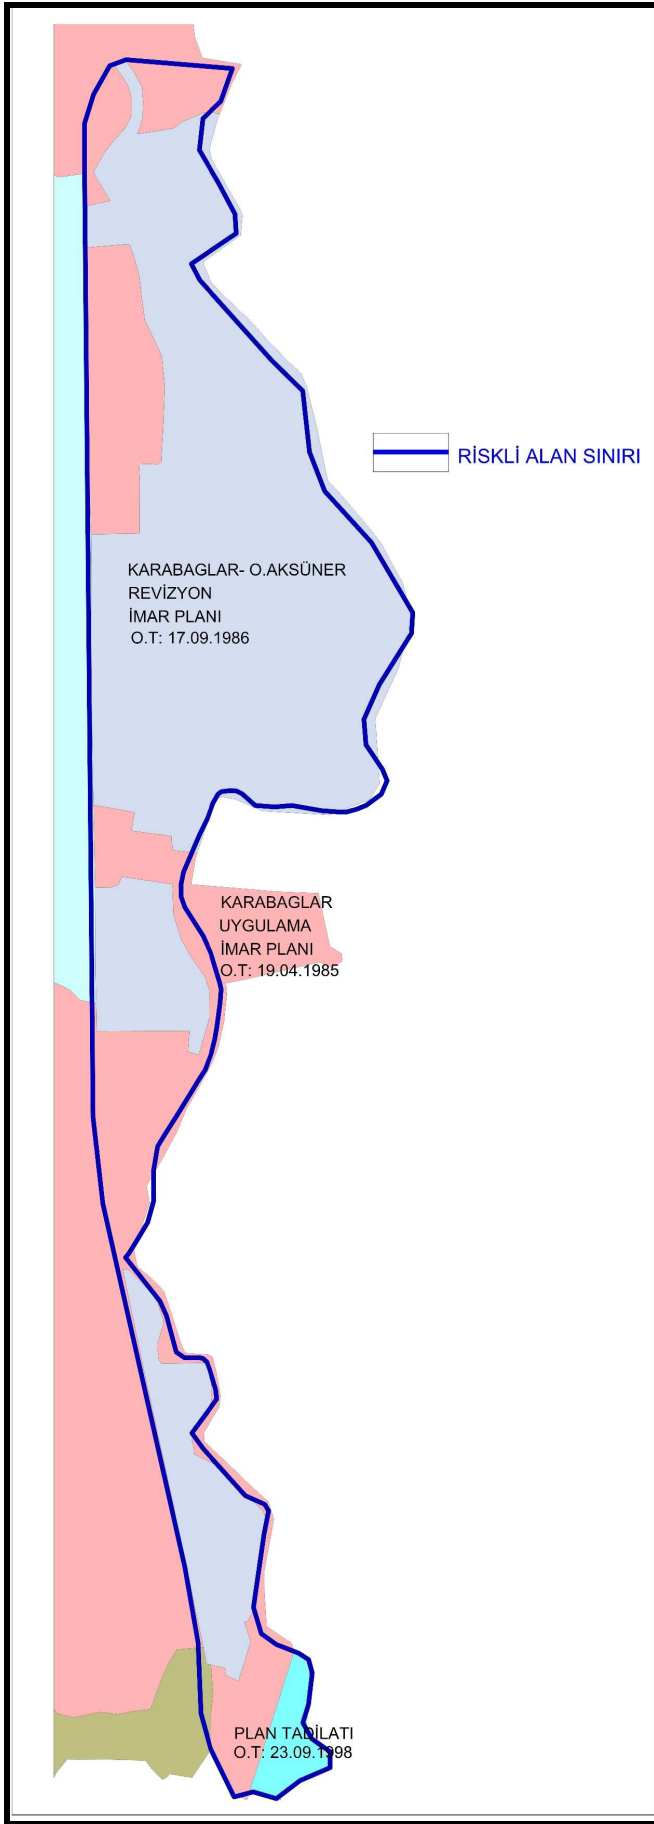 RİSKLİ ALAN SINIRI
KARABAGLAR- O.AKSÜNER
REVİZYON
İMAR PLANI
O.T: 17.09.1986
KARABAGLAR
UYGULAMA
İMAR PLANI
O.T: 19.04.1985
PLAN TADİLATI
O.T: 23.09.1998